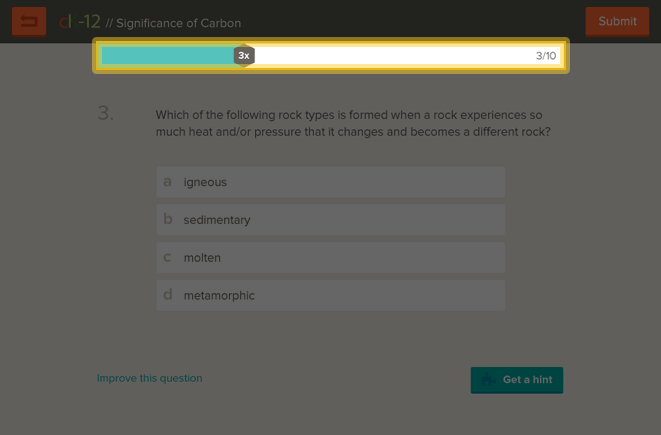 d -12 // Significance of Carbon
Submit
3x
3/10
3.
Which of the following rock types is formed when a rock experiences so
much heat and/or pressure that it changes and becomes a different rock?
a igneous
b sedimentary
c molten
d metamorphic
Improve this question
Get a hint